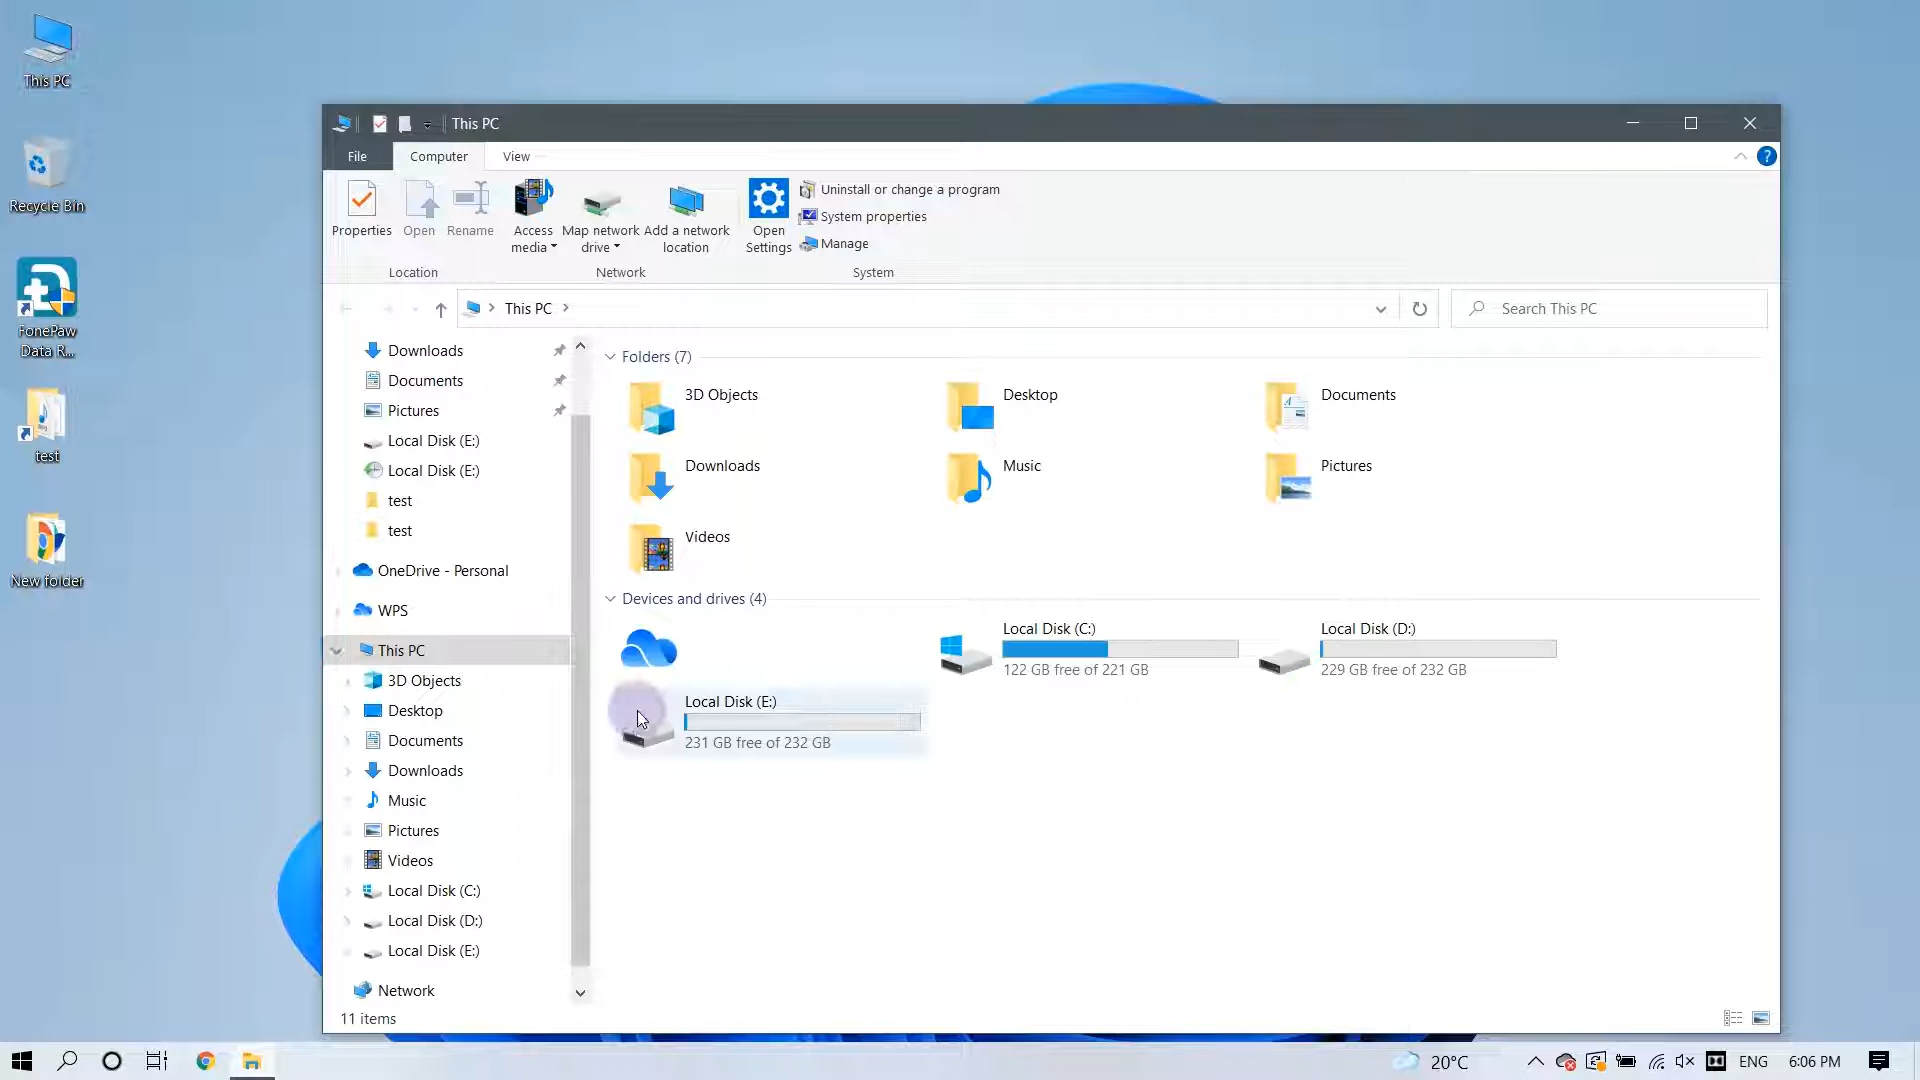 This PC
Recycle Bin
FonePaw
Data R...
test
New folder
This PC
File Computer View
Properties Open Rename Access media Map network drive Add a network location Open Settings
Uninstall or change a program
System properties
Manage
Location Network System
This PC
Search This PC
Downloads
Documents
Pictures
Local Disk (E:)
Local Disk (E:)
test
test
OneDrive - Personal
WPS
This PC
3D Objects
Desktop
Documents
Downloads
Music
Pictures
Videos
Local Disk (C:)
Local Disk (D:)
Local Disk (E:)
Network
Folders (7)
3D Objects
Desktop
Documents
Downloads
Music
Pictures
Videos
Devices and drives (4)
Local Disk (C:)
122 GB free of 221 GB
Local Disk (D:)
229 GB free of 232 GB
Local Disk (E:)
231 GB free of 232 GB
11 items
20°C ENG 6:06 PM